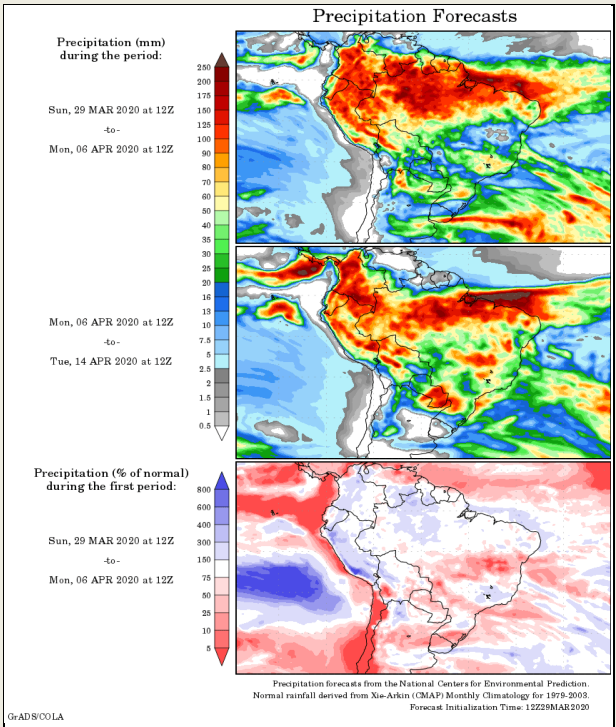 Precipitation Forecasts
Precipitation (mm)
during the period:
Sun, 29 MAR 2020 at 12Z
-to-
Mon, 06 APR 2020 at 12Z
250
200
175
150
125
100
90
80
70
60
50
40
35
30
25
20
16
13
10
7.5
5
2.5
2
1.5
1
0.5
Mon, 06 APR 2020 at 12Z
-to-
Tue, 14 APR 2020 at 12Z
Precipitation (% of normal)
during the first period:
Sun, 29 MAR 2020 at 12Z
-to-
Mon, 06 APR 2020 at 12Z
800
600
400
300
150
75
50
25
10
5
Precipitation forecasts from the National Centers for Environmental Prediction.
Normal rainfall derived from Xie-Arkin (CMAP) Monthly Climatology for 1979-2003.
Forecast Initialization Time: 12Z29MAR2020
GrADS/COLA